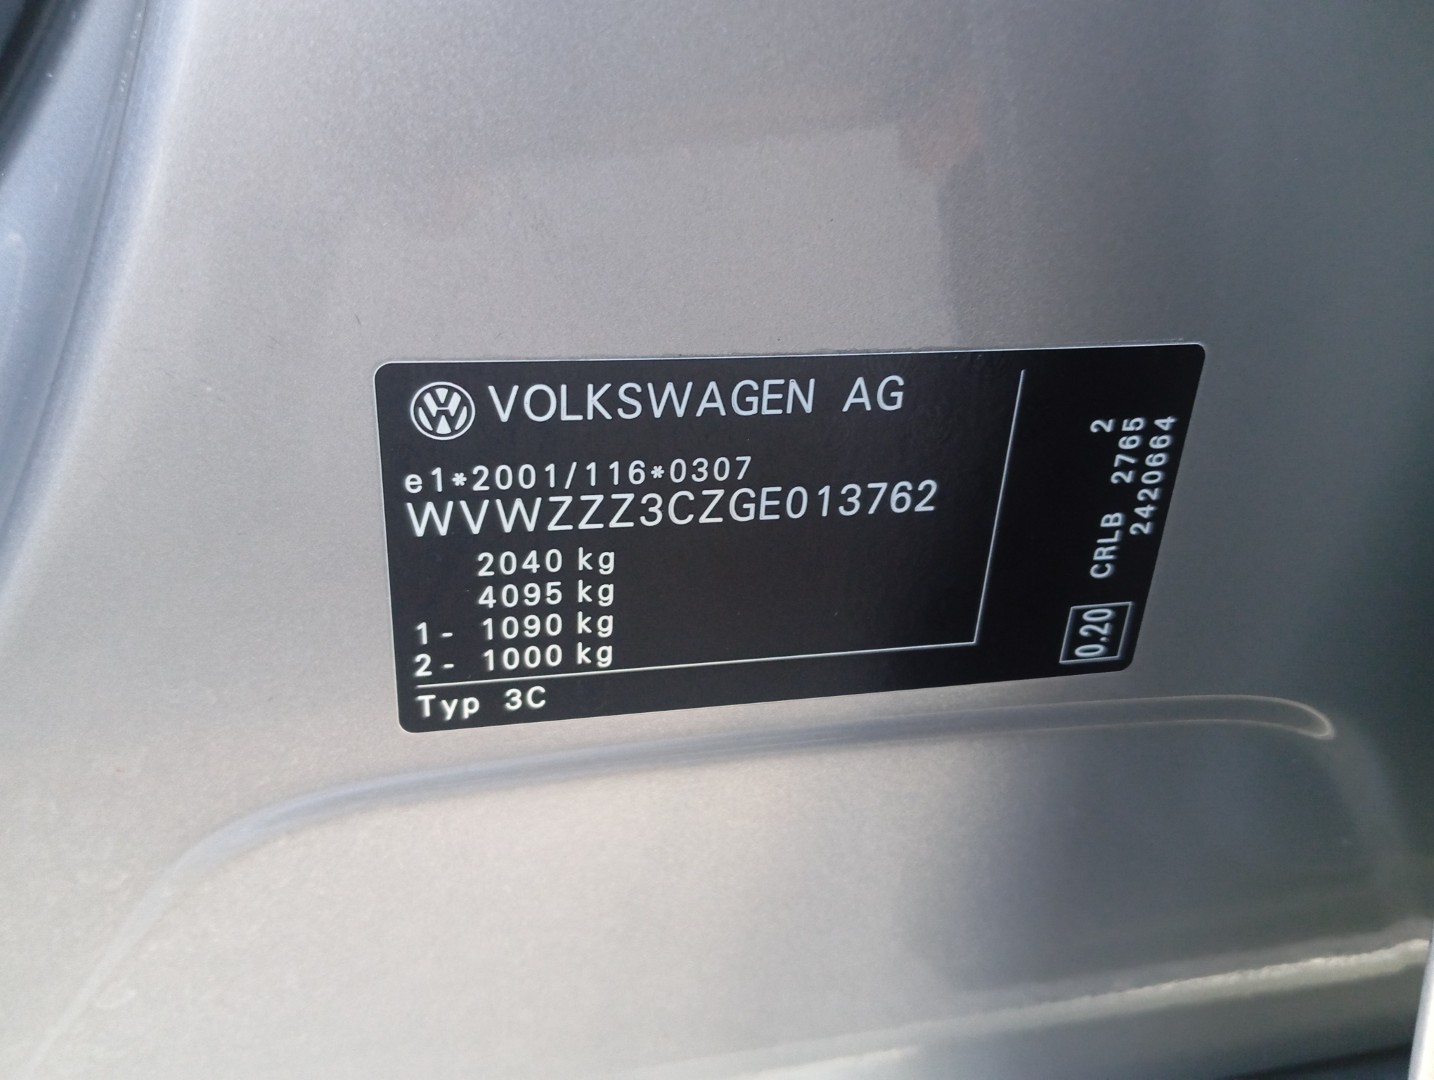 VOLKSWAGEN AG
e1*2001/116*0307
WVWZZZ3CZGE013762
2040 kg
4095 kg
1- 1090 kg
2- 1000 kg
Typ 3C
0.20
CRLB 2765 2
2420664